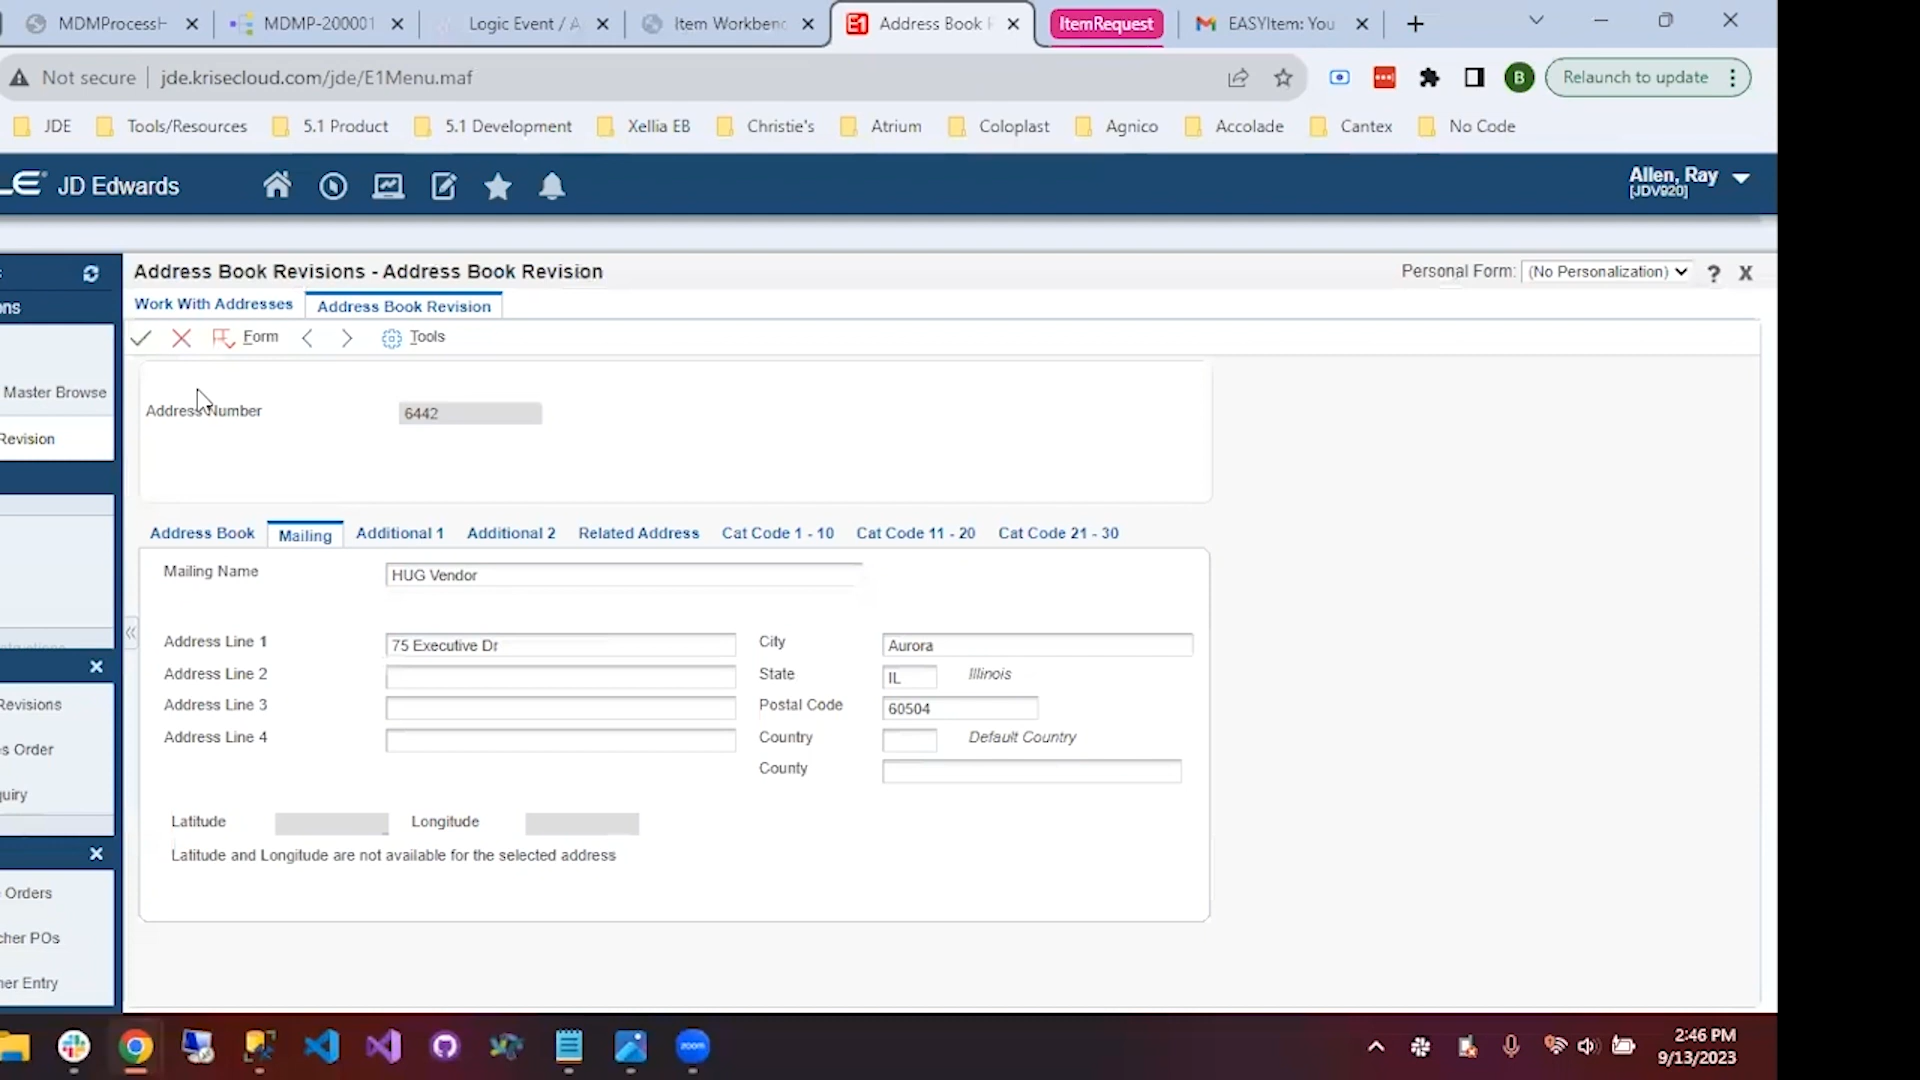 MDMProcessH
MDMP-200001
Logic Event / A
Item Workbenc
Address Book R
ItemRequest
EASYItem: You
Not secure
jde.krisecloud.com/jde/E1Menu.maf
B
Relaunch to update
JDE
Tools/Resources
5.1 Product
5.1 Development
Xellia EB
Christie's
Atrium
Coloplast
Agnico
Accolade
Cantex
No Code
LE JD Edwards
Allen, Ray
[JDV920]
ons
Master Browse
Revision
Revisions
s Order
quiry
Orders
cher POs
her Entry
Address Book Revisions - Address Book Revision
Personal Form: (No Personalization) ? X
Work With Addresses Address Book Revision
Form Tools
Address Number 6442
Address Book Mailing Additional 1 Additional 2 Related Address Cat Code 1 - 10 Cat Code 11 - 20 Cat Code 21 - 30
Mailing Name HUG Vendor
Address Line 1 75 Executive Dr City Aurora
Address Line 2 State IL Illinois
Address Line 3 Postal Code 60504
Address Line 4 Country Default Country
County
Latitude Longitude
Latitude and Longitude are not available for the selected address
zoom
2:46 PM
9/13/2023